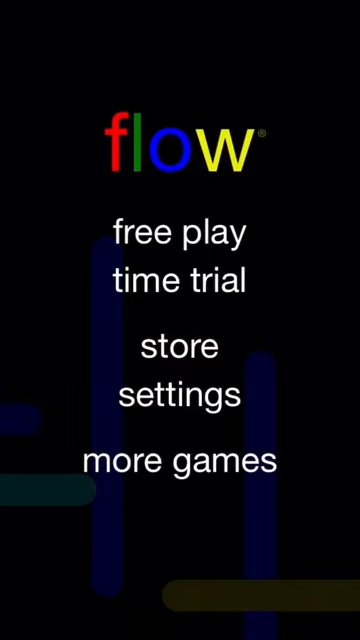 flow®
free play
time trial
store
settings
more games